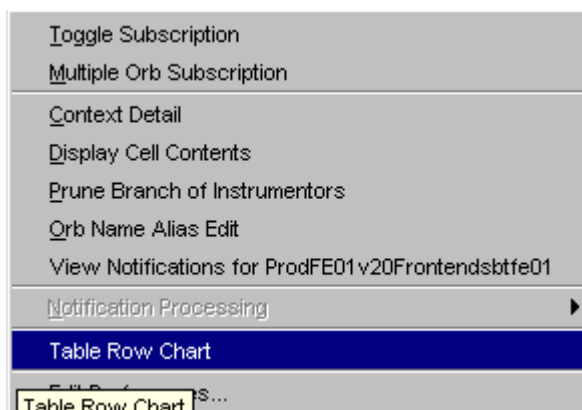 Toggle Subscription
Multiple Orb Subscription
Context Detail
Display Cell Contents
Prune Branch of Instrumentors
Orb Name Alias Edit
View Notifications for ProdFE01v20Frontendsbtfe01
Notification Processing
Table Row Chart
Table Row Chart